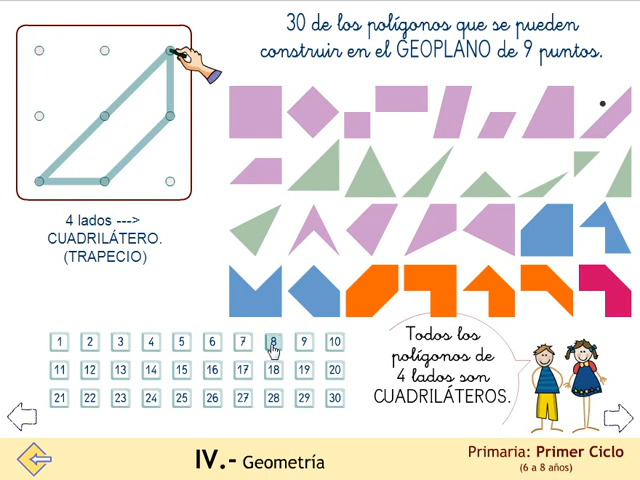 30 de los polígonos que se pueden
construir en el GEOPLANO de 9 puntos.
4 lados --->
CUADRILÁTERO.
(TRAPECIO)
1 2 3 4 5 6 7 8 9 10
11 12 13 14 15 16 17 18 19 20
21 22 23 24 25 26 27 28 29 30
Todos los
polígonos de
4 lados son
CUADRILÁTEROS.
IV.- Geometría
Primaria: Primer Ciclo
(6 a 8 años)